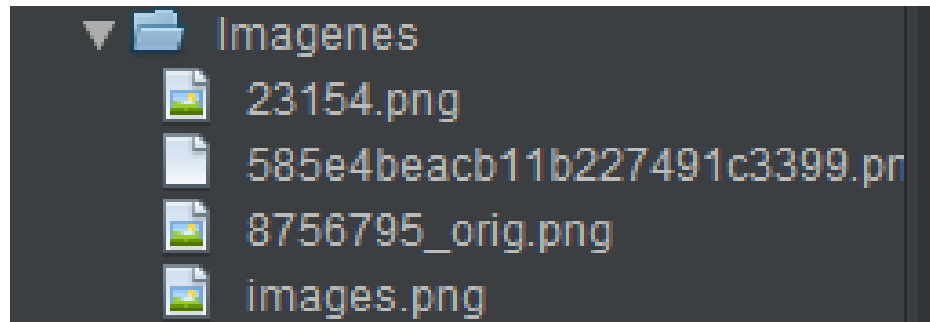 Imagenes
23154.png
585e4beacb11b227491c3399.pn
8756795_orig.png
images.png